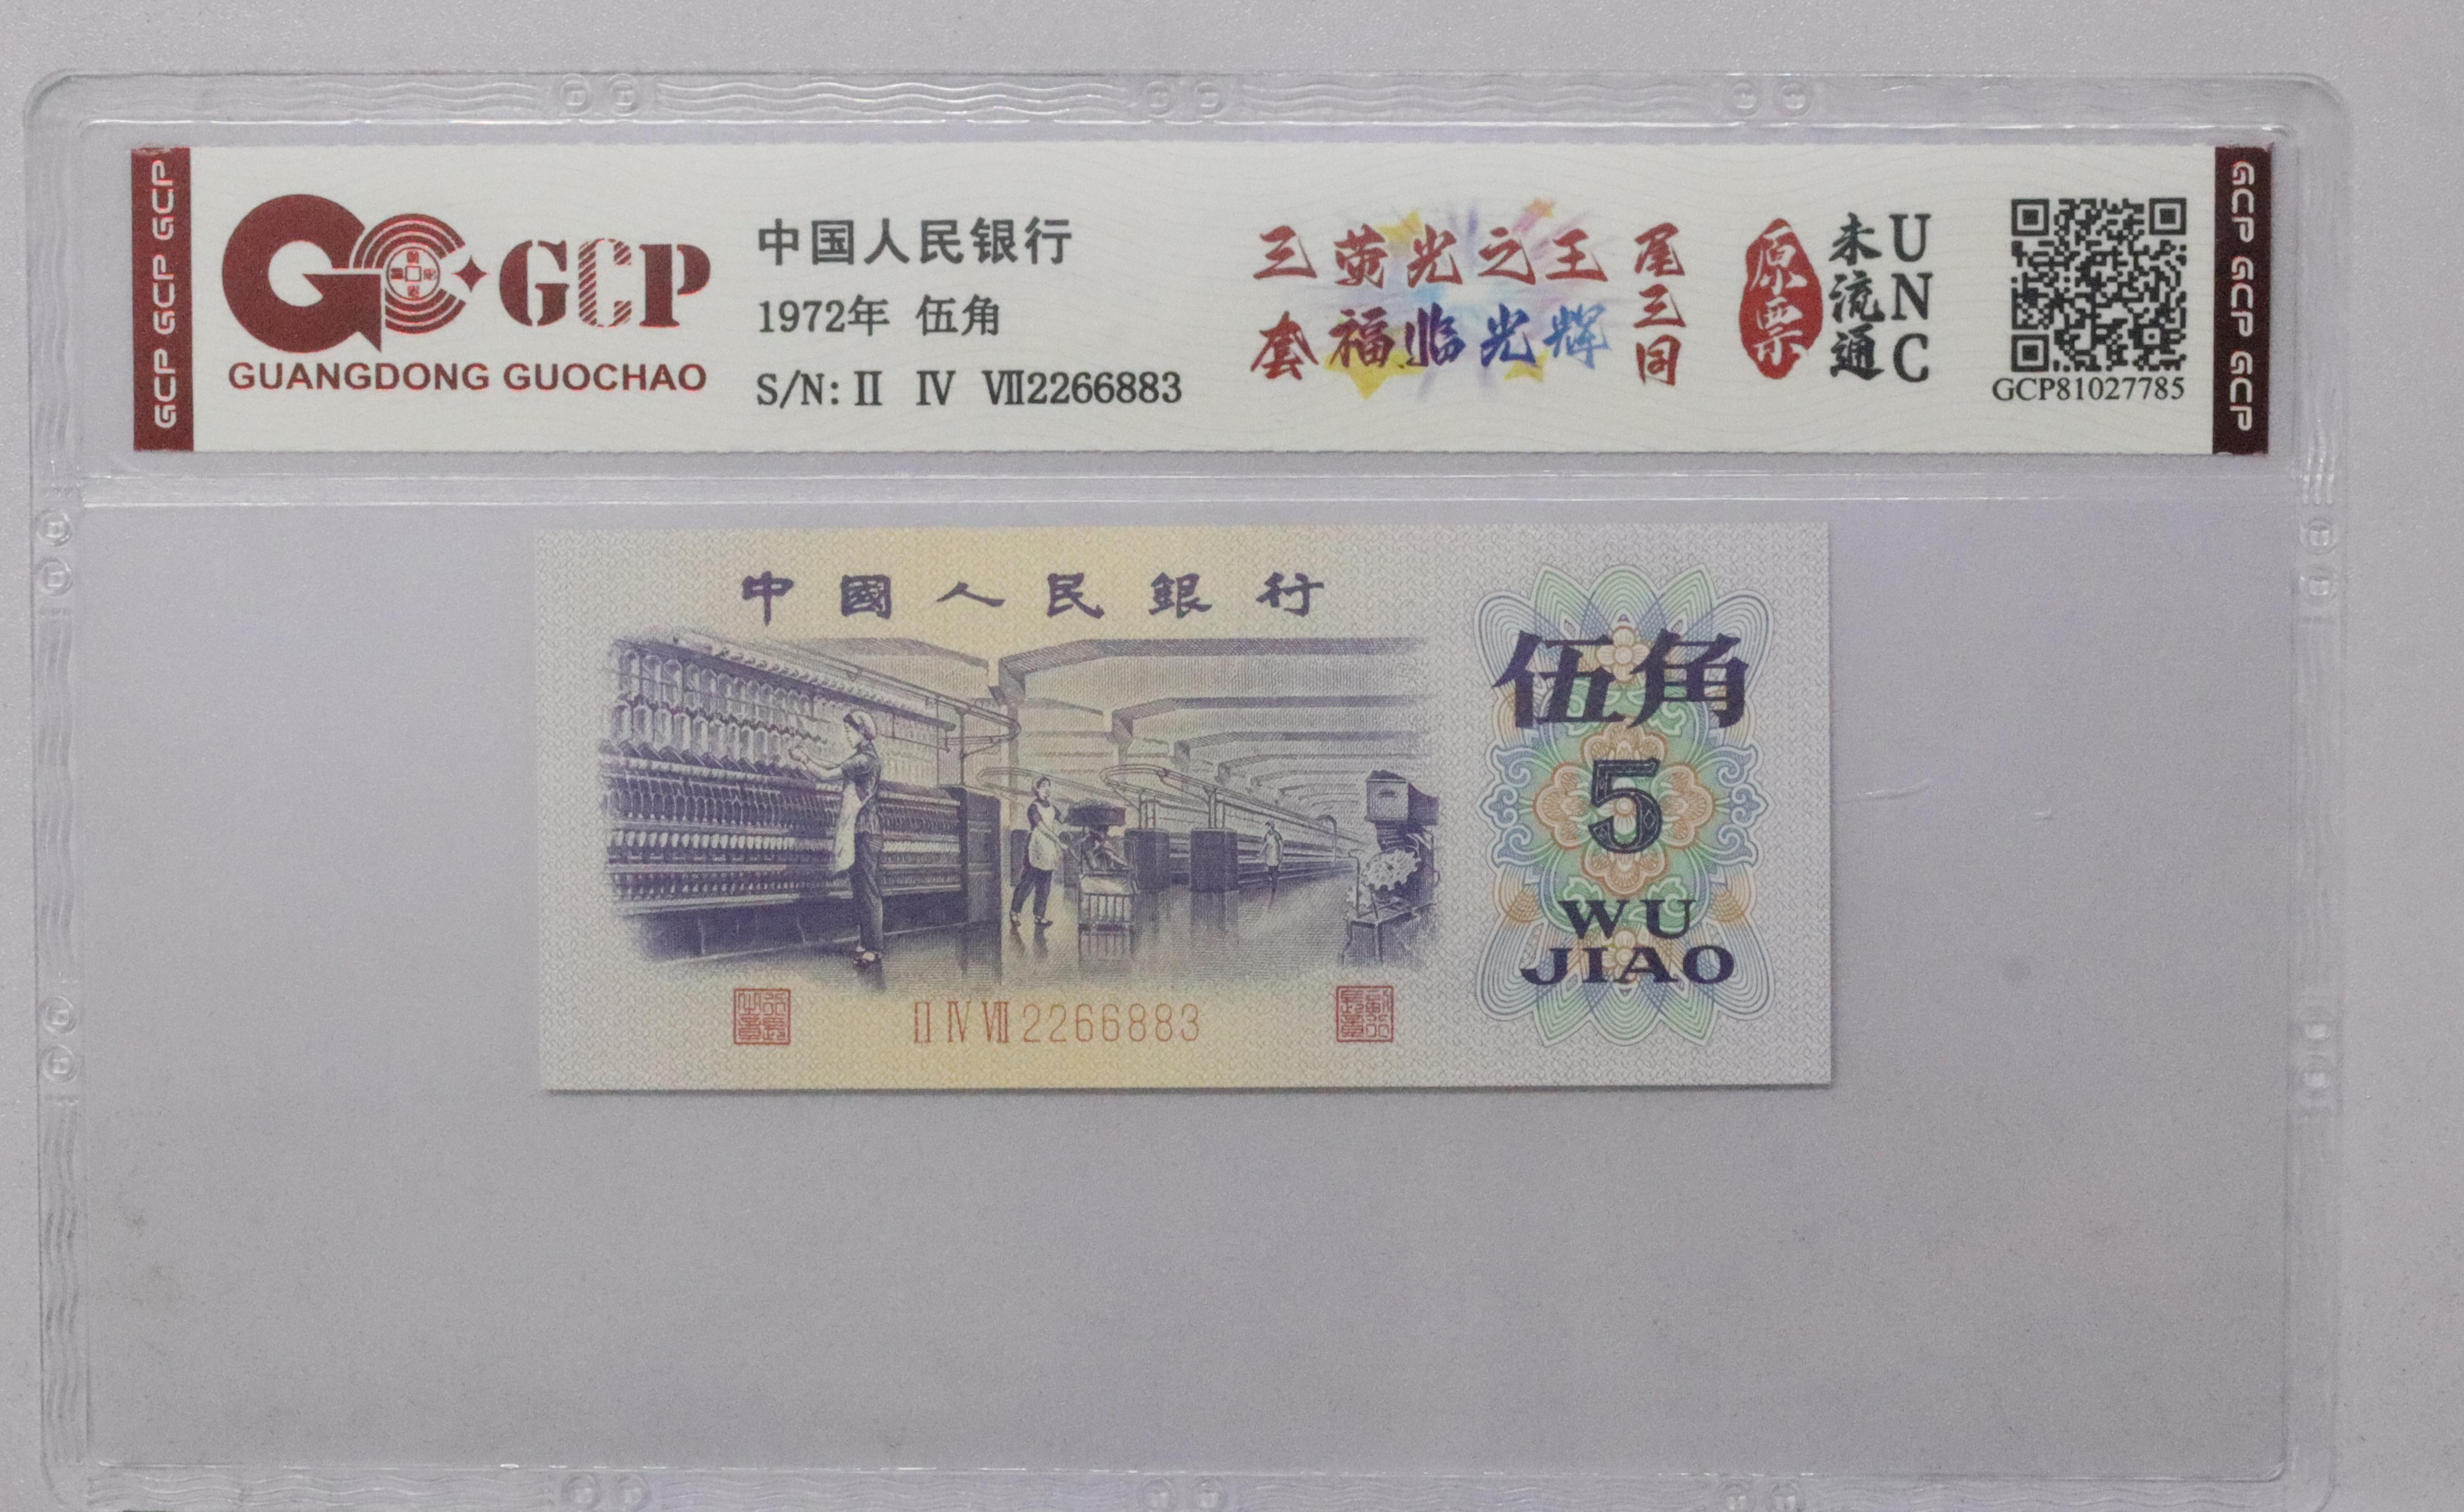 GCP GCP GCP
GCP
GUANGDONG GUOCHAO
中国人民银行
1972年 伍角
S/N: Ⅱ Ⅳ Ⅶ2266883
三套
荧光之王
福临光辉
尾三同
原票
未流通
UNC
GCP81027785
GCP GCP GCP
中國人民銀行
伍角
5
WU
JIAO
Ⅱ Ⅳ Ⅶ 2266883